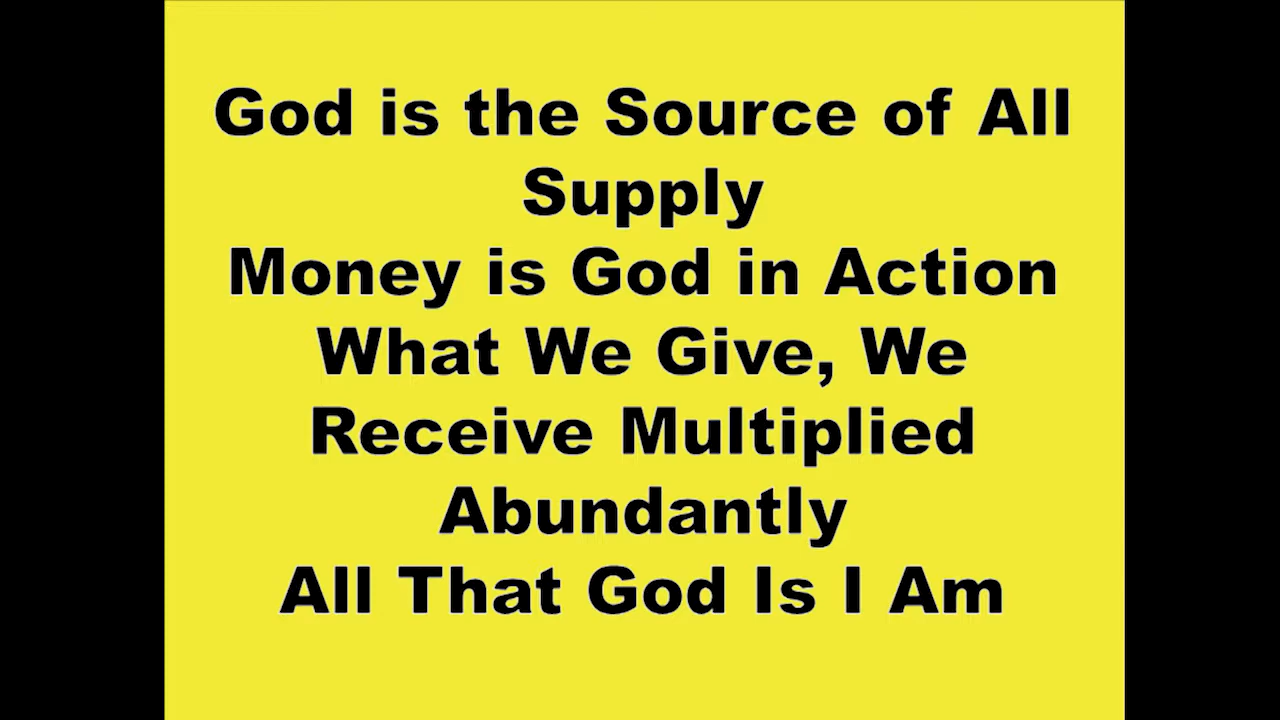 God is the Source of All
Supply
Money is God in Action
What We Give, We
Receive Multiplied
Abundantly
All That God Is I Am